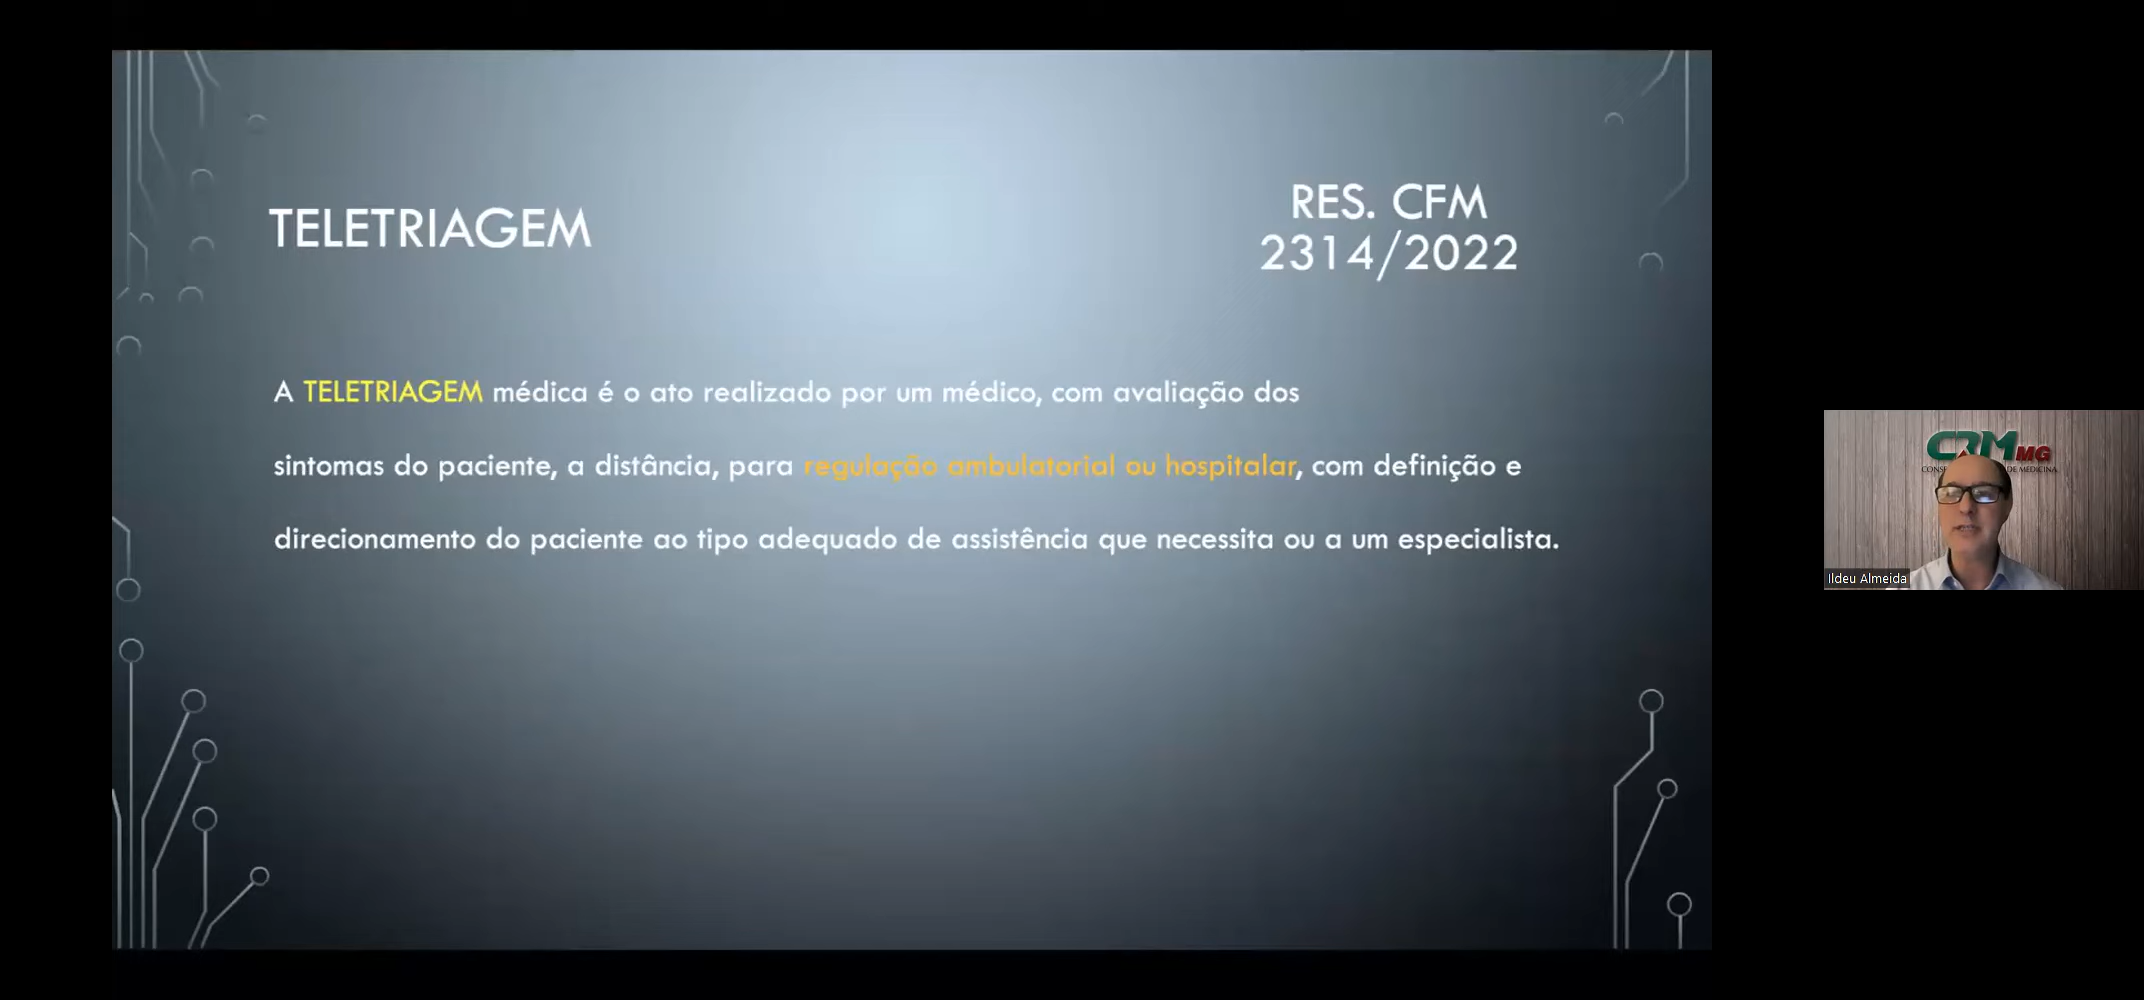 TELETRIAGEM
RES. CFM
2314/2022
A TELETRIAGEM médica é o ato realizado por um médico, com avaliação dos
sintomas do paciente, a distância, para regulação ambulatorial ou hospitalar, com definição e
direcionamento do paciente ao tipo adequado de assistência que necessita ou a um especialista.
CRM MG
DE MEDICINA
Ildeu Almeida